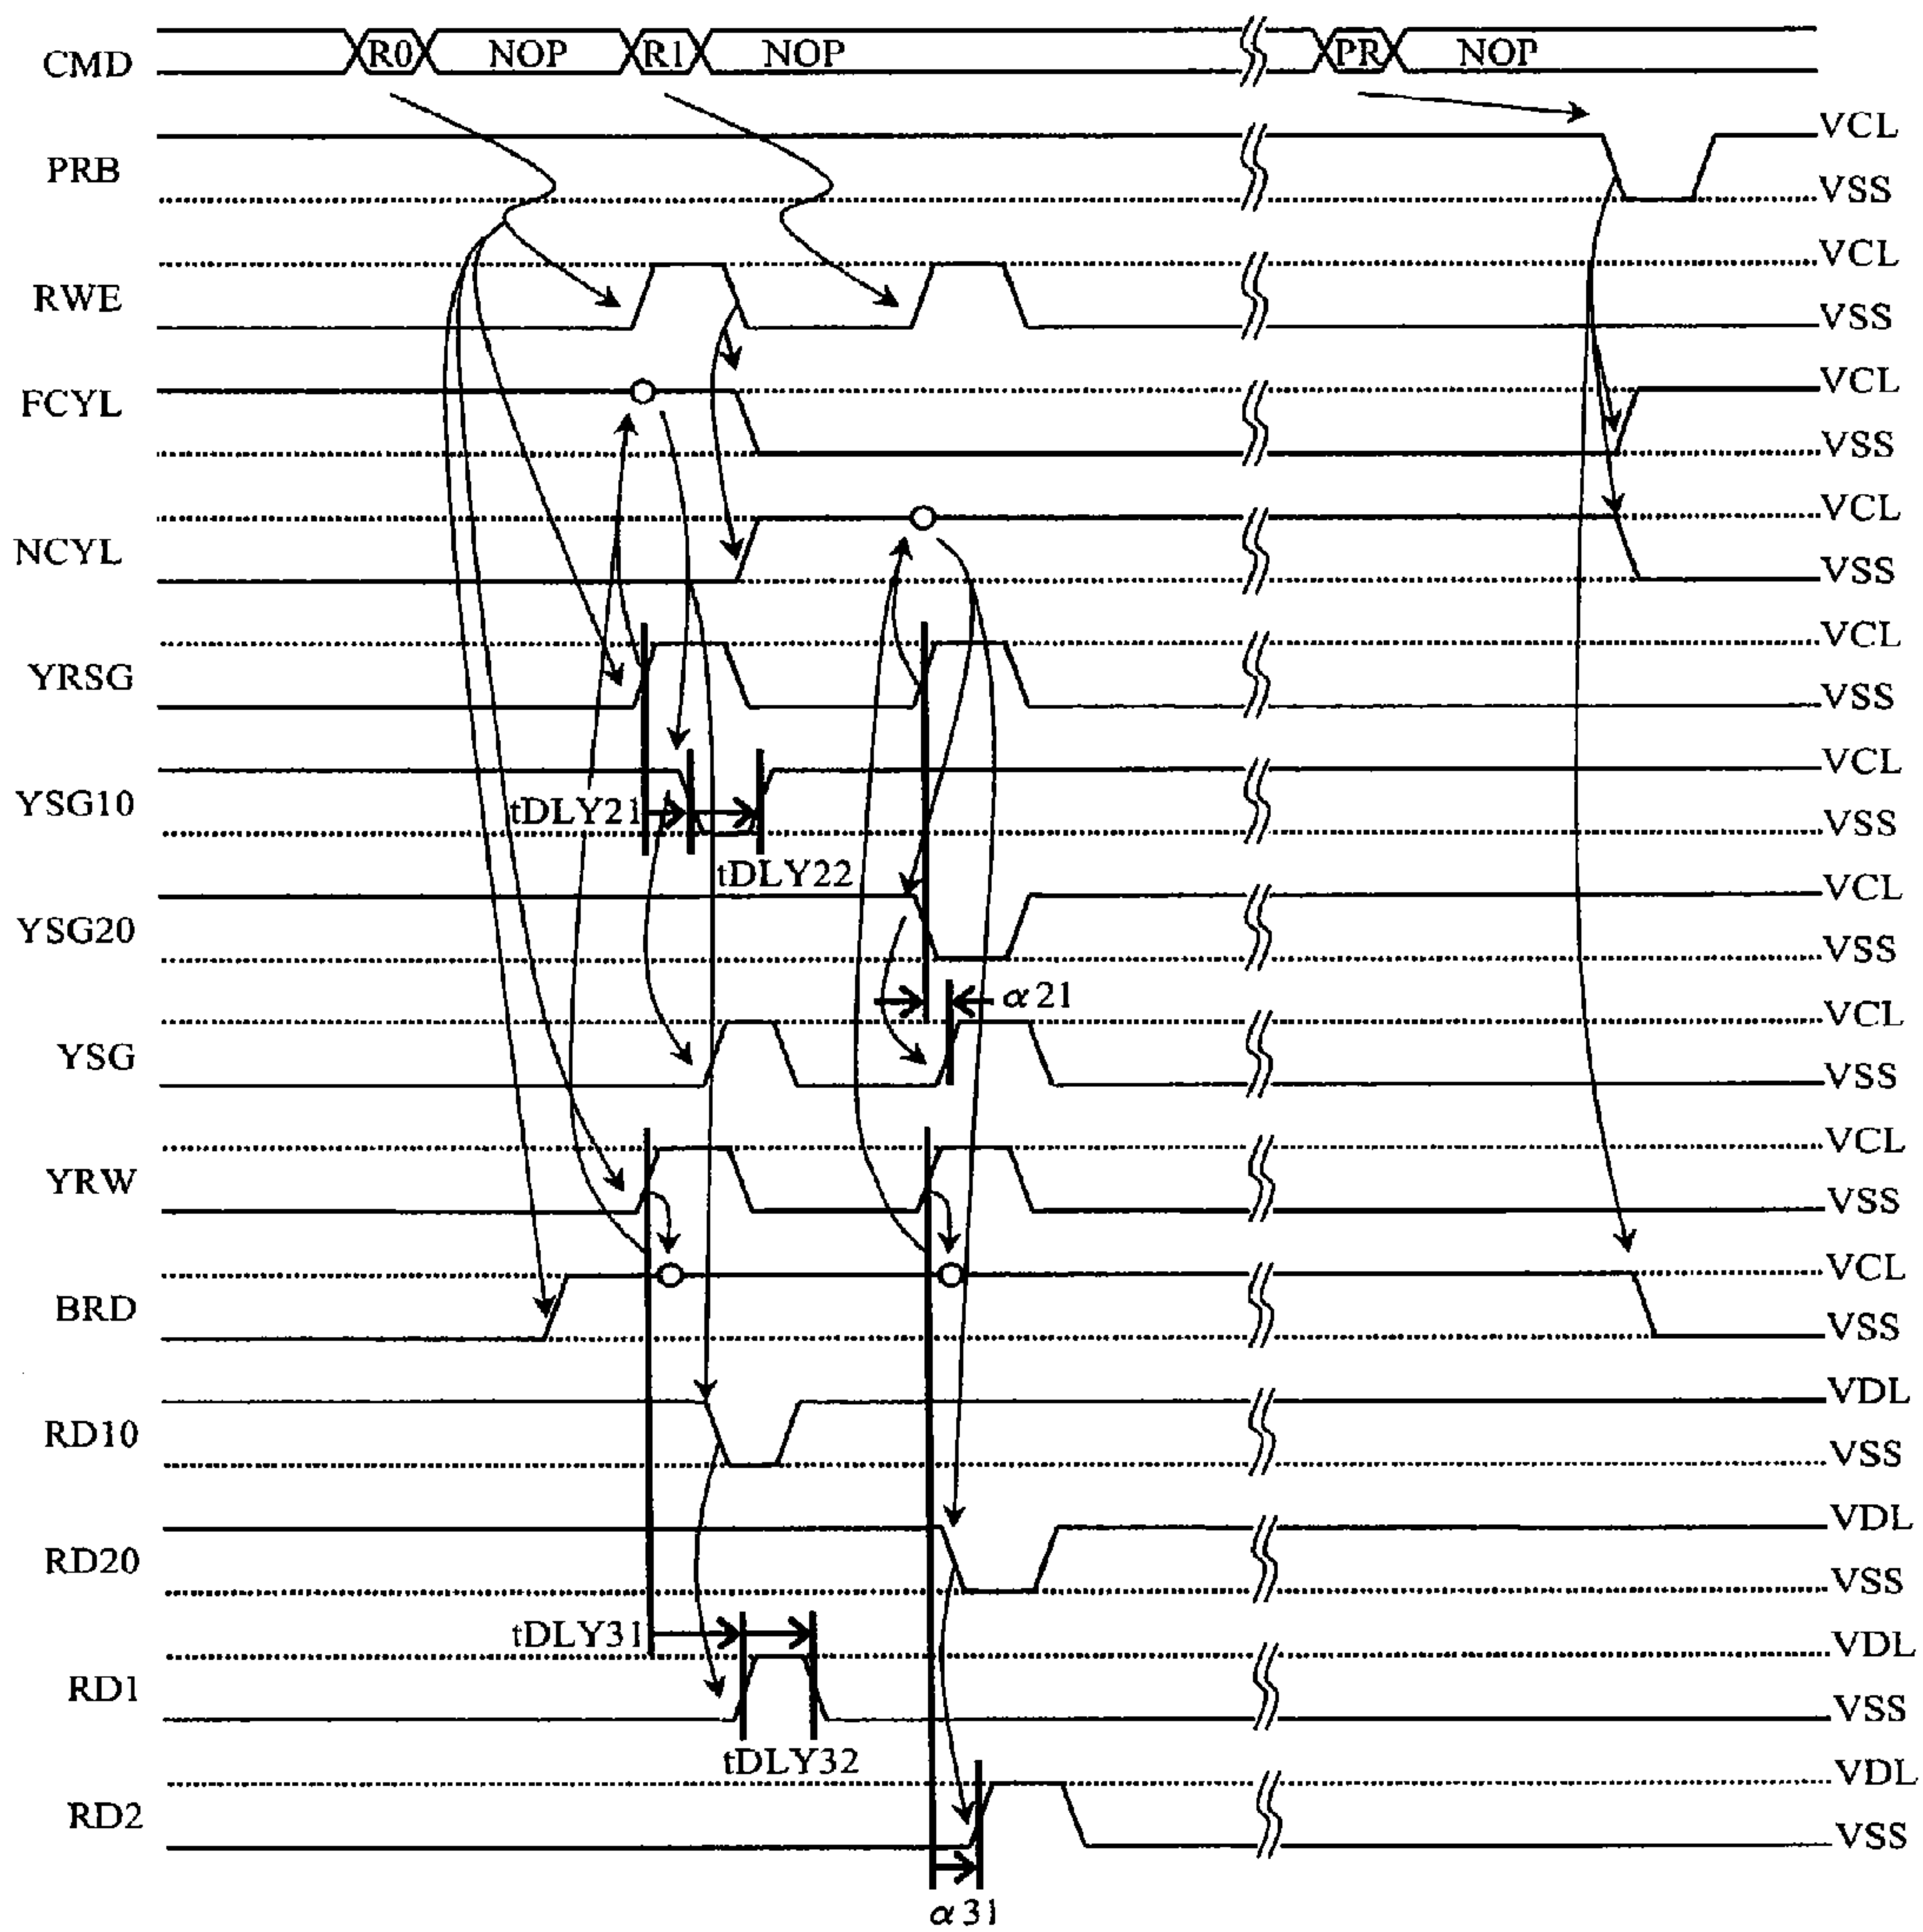 CMD R0 NOP R1 NOP PR NOP
VCL
PRB
VSS
VCL
RWE
VSS
VCL
FCYL
VSS
VCL
NCYL
VSS
VCL
YRSG
VSS
VCL
YSG10
tDLY21
VSS
tDLY22
VCL
YSG20
VSS
α21
VCL
YSG
VSS
VCL
YRW
VSS
VCL
BRD
VSS
VDL
RD10
VSS
VDL
RD20
VSS
tDLY31
VDL
RD1
VSS
tDLY32
VDL
RD2
VSS
α31